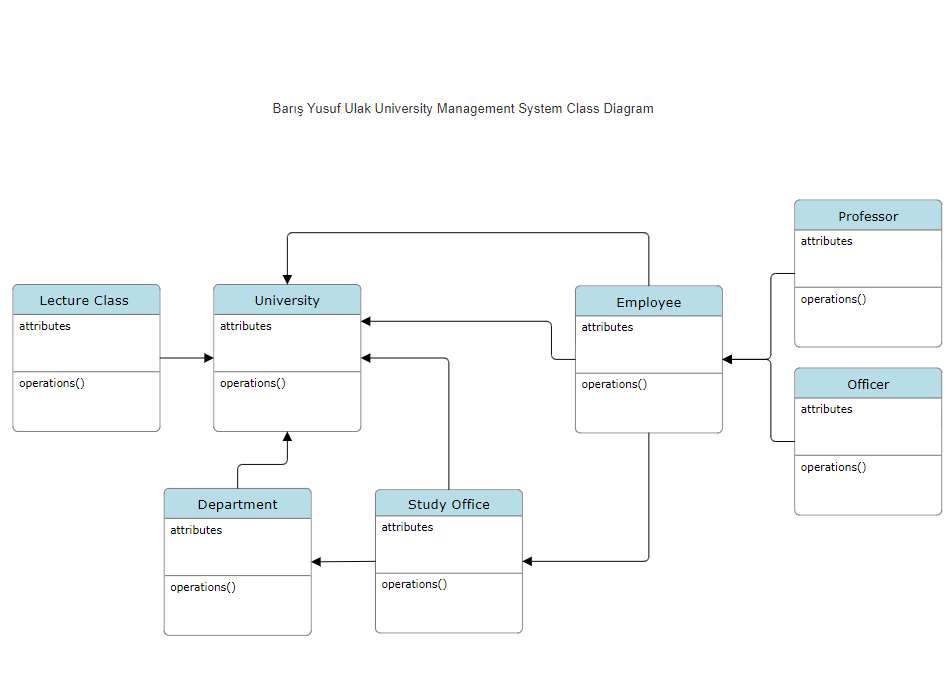 Barış Yusuf Ulak University Management System Class Diagram
Professor
attributes
operations()
Lecture Class
attributes
operations()
University
attributes
operations()
Employee
attributes
operations()
Officer
attributes
operations()
Department
attributes
operations()
Study Office
attributes
operations()